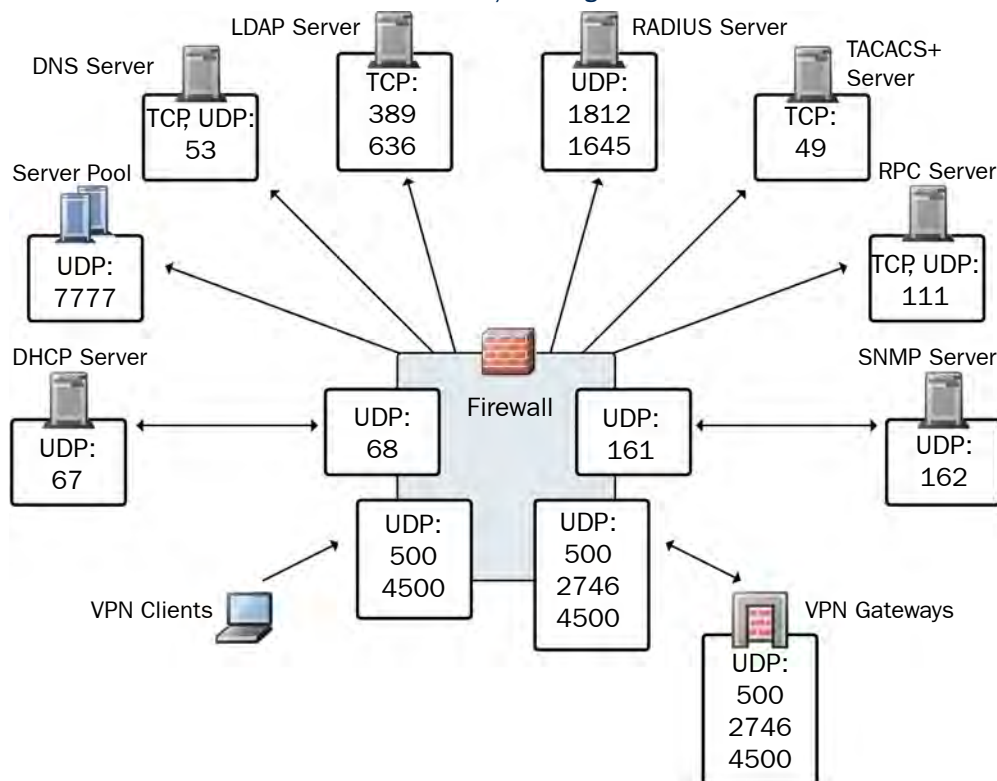 LDAP Server
RADIUS Server
DNS Server
TACACS+
Server
TCP:
389
636
UDP:
1812
1645
TCP, UDP:
53
TCP:
49
Server Pool
RPC Server
UDP:
7777
TCP, UDP:
111
DHCP Server
SNMP Server
Firewall
UDP:
67
UDP:
68
UDP:
161
UDP:
162
UDP:
500
4500
UDP:
500
2746
4500
VPN Clients
VPN Gateways
UDP:
500
2746
4500